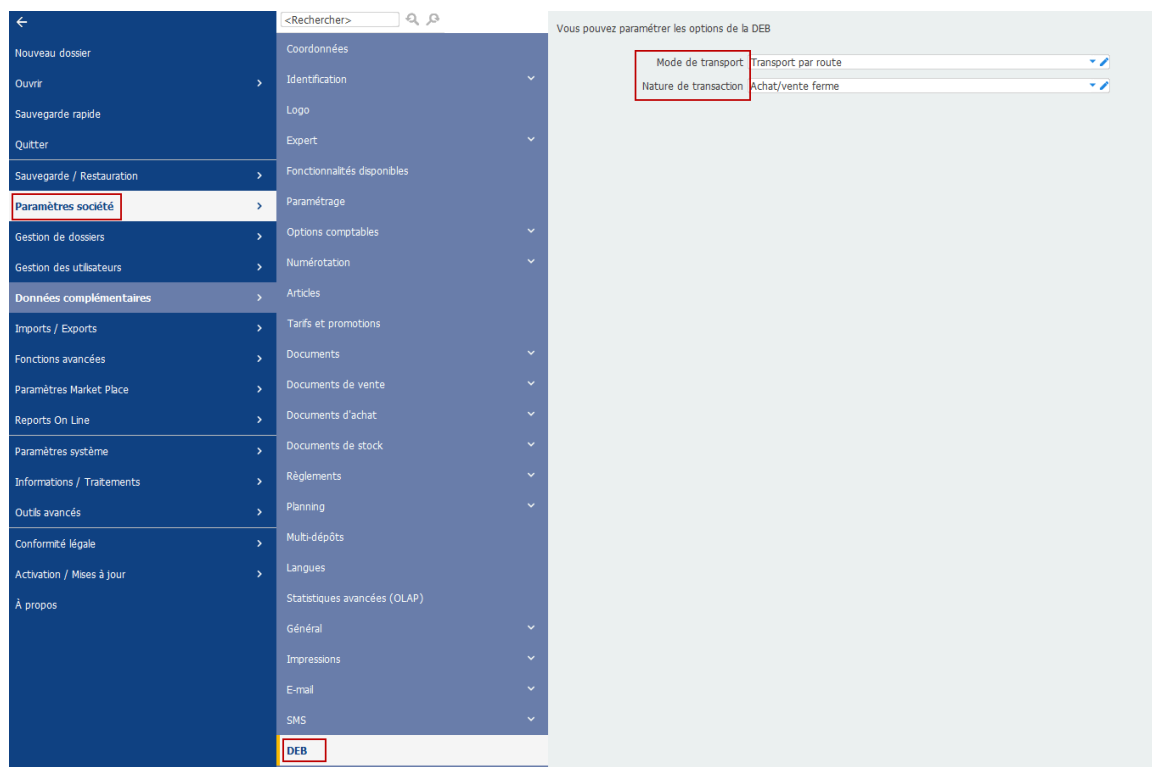 Nouveau dossier
Ouvrir
Sauvegarde rapide
Quitter
Sauvegarde / Restauration
Paramètres société
Gestion de dossiers
Gestion des utilisateurs
Données complémentaires
Imports / Exports
Fonctions avancées
Paramètres Market Place
Reports On Line
Paramètres système
Informations / Traitements
Outils avancés
Conformité légale
Activation / Mises à jour
À propos
<Rechercher>
Coordonnées
Identification
Logo
Expert
Fonctionnalités disponibles
Paramétrage
Options comptables
Numérotation
Articles
Tarifs et promotions
Documents
Documents de vente
Documents d'achat
Documents de stock
Règlements
Planning
Multi-dépôts
Langues
Statistiques avancées (OLAP)
Général
Impressions
E-mail
SMS
DEB
Vous pouvez paramétrer les options de la DEB
Mode de transport Transport par route
Nature de transaction Achat/vente ferme